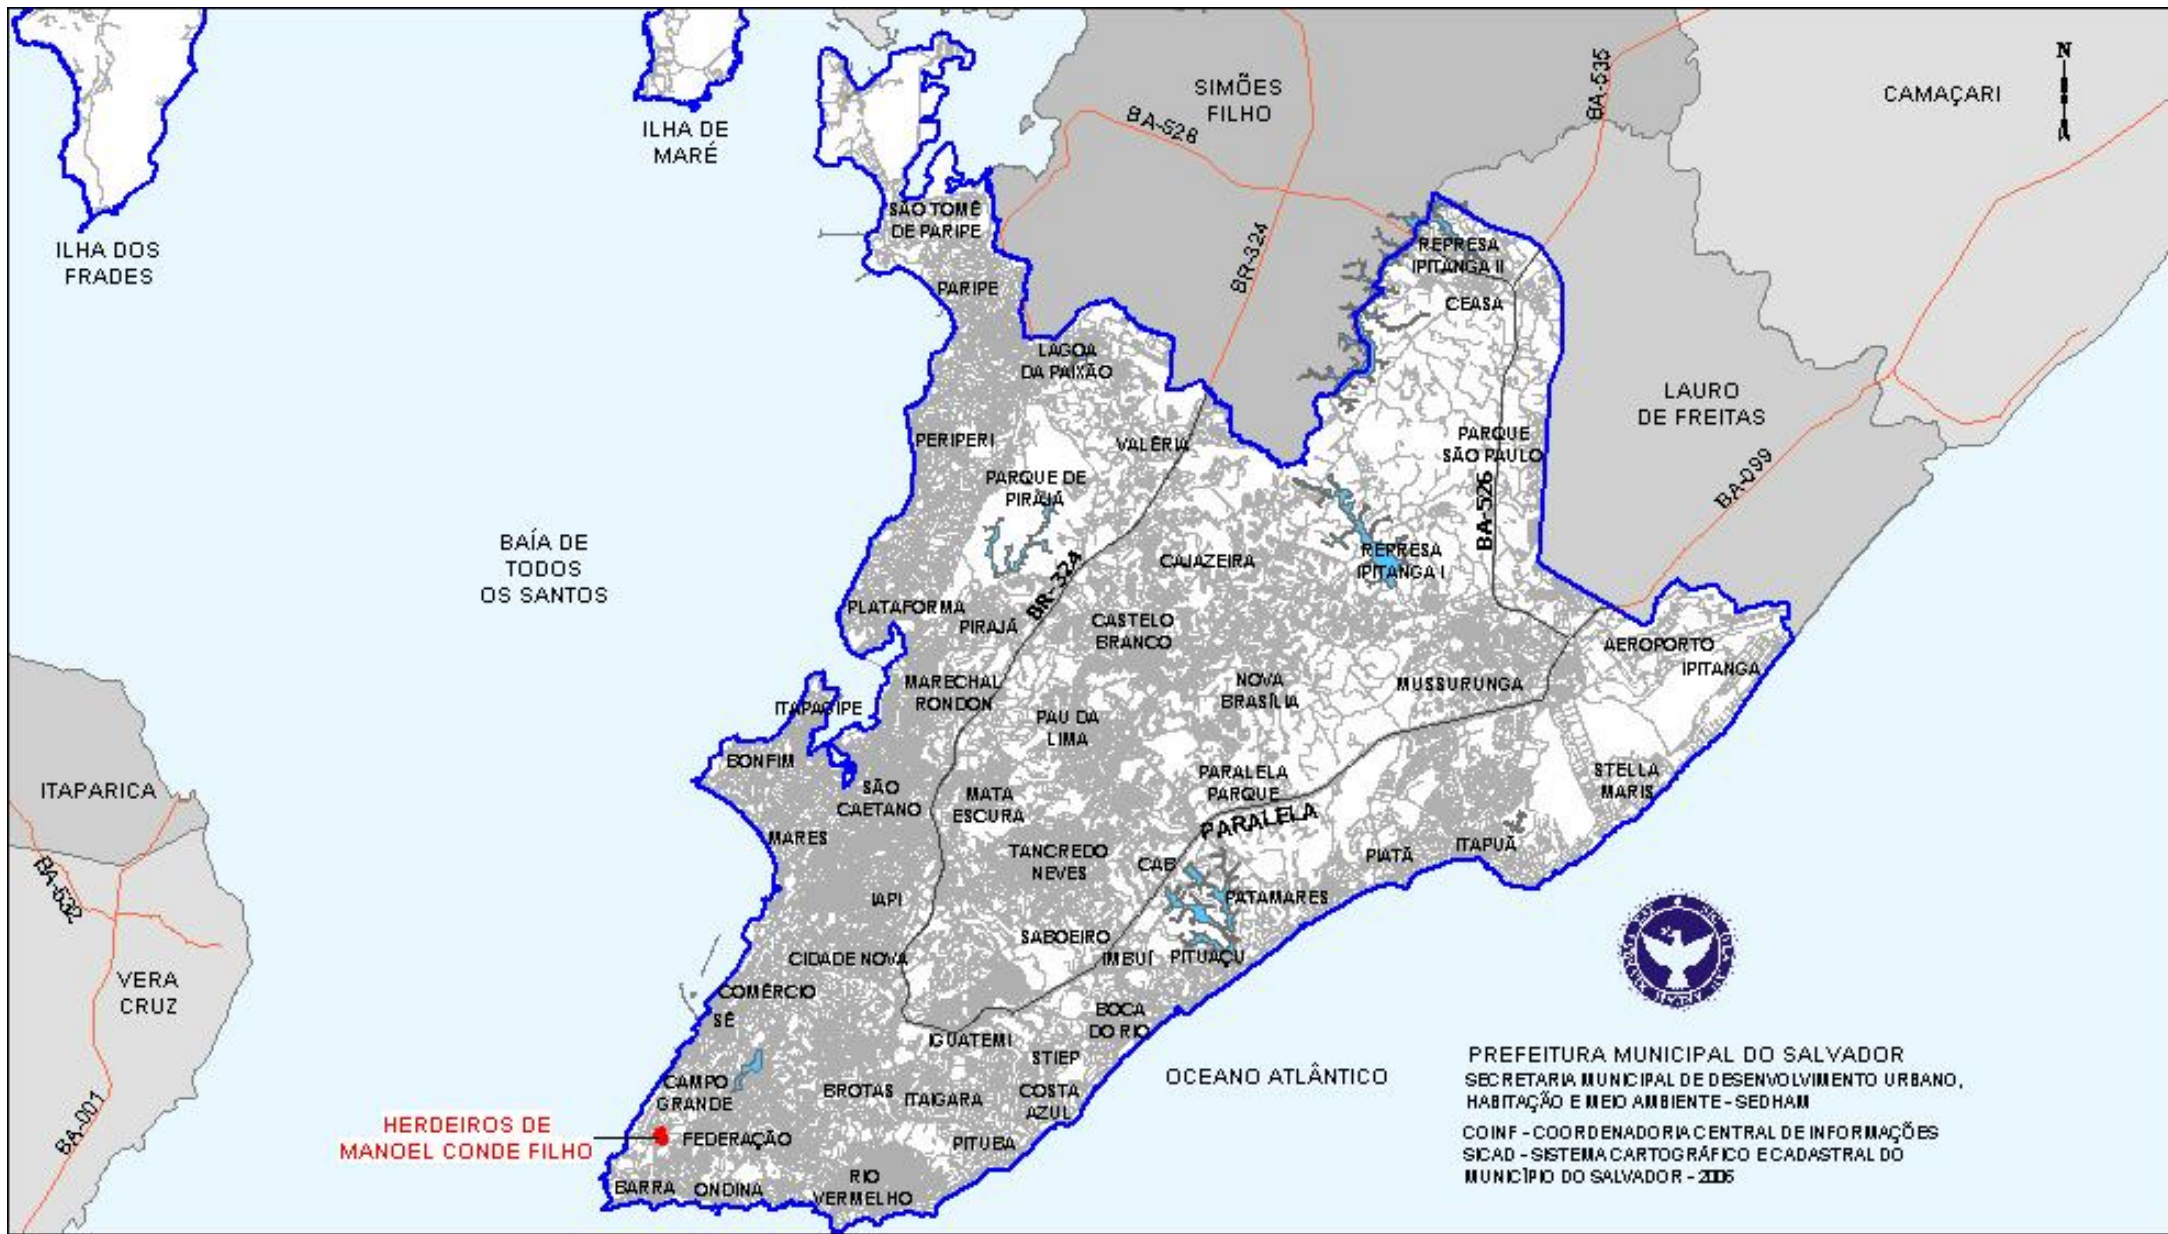 N
SIMÕES
FILHO
CAMAÇARI
BA-535
BA-528
ILHA DE
MARÉ
ILHA DOS
FRADES
SÃO TOMÉ
DE PARIPE
BR-324
REPRESA
IPITANGA II
PARIPE
CEASA
LAGOA
DA PAIXÃO
LAURO
DE FREITAS
PERIPERI
VALÉRIA
PARQUE
SÃO PAULO
PARQUE DE
PIRAJÁ
BA-099
BA-526
BAÍA DE
TODOS
OS SANTOS
CAJAZEIRA
REPRESA
IPITANGA I
BR-324
PLATAFORMA
PIRAJÁ
CASTELO
BRANCO
AEROPORTO
IPITANGA
MARECHAL
RONDON
NOVA
BRASÍLIA
MUSSURUNGA
ITAPAGIPE
PAU DA
LIMA
BONFIM
PARALELA
PARQUE
STELLA
MARIS
ITAPARICA
SÃO
CAETANO
MATA
ESCURA
PARALELA
MARES
ITAPUÃ
TANCREDO
NEVES
CAB
PIATÃ
BA-532
IAPI
PATAMARES
SABOEIRO
CIDADE NOVA
IMBUÍ
PITUAÇU
VERA
CRUZ
COMÉRCIO
SÉ
BOCA
DO RIO
IGUATEMI
STIEP
OCEANO ATLÂNTICO
CAMPO
GRANDE
BROTAS
ITAIGARA
COSTA
AZUL
BA-001
HERDEIROS DE
MANOEL CONDE FILHO
FEDERAÇÃO
PITUBA
BARRA
ONDINA
RIO
VERMELHO
PREFEITURA MUNICIPAL DO SALVADOR
SECRETARIA MUNICIPAL DE DESENVOLVIMENTO URBANO,
HABITAÇÃO E MEIO AMBIENTE - SEDHAM
COINF - COORDENADORIA CENTRAL DE INFORMAÇÕES
SICAD - SISTEMA CARTOGRÁFICO E CADASTRAL DO
MUNICÍPIO DO SALVADOR - 2006